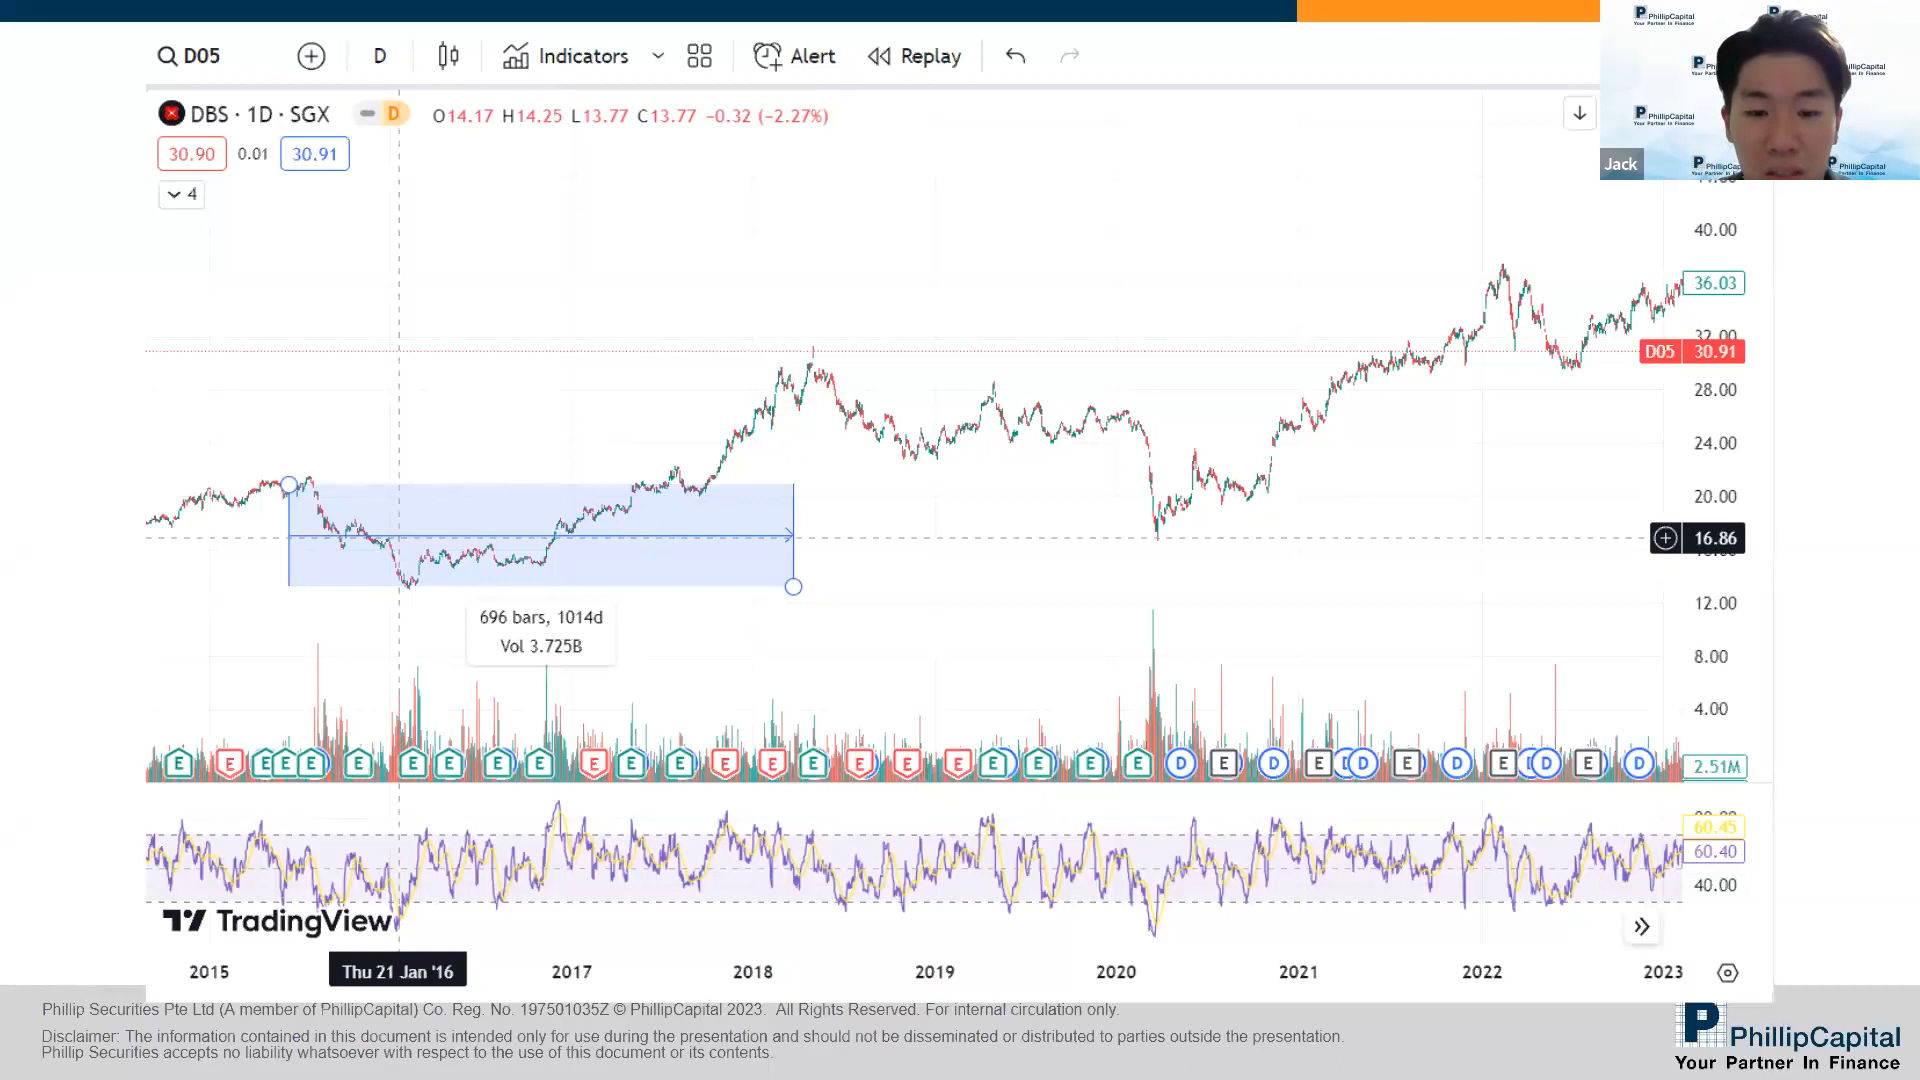 D05
D
Indicators
Alert
Replay
DBS · 1D · SGX
D
O14.17 H14.25 L13.77 C13.77 −0.32 (−2.27%)
30.90
0.01
30.91
4
PhillipCapital
Your Partner In Finance
Jack
40.00
36.03
32.00
D05 30.91
28.00
24.00
20.00
16.86
12.00
8.00
4.00
2.51M
696 bars, 1014d
Vol 3.725B
E E E E E E E E E E E E E E E E E E E E E E E D E D E D E D E D E D
60.45
60.40
40.00
TradingView
2015
Thu 21 Jan '16
2017
2018
2019
2020
2021
2022
2023
Phillip Securities Pte Ltd (A member of PhillipCapital) Co. Reg. No. 197501035Z © PhillipCapital 2023. All Rights Reserved. For internal circulation only.
Disclaimer: The information contained in this document is intended only for use during the presentation and should not be disseminated or distributed to parties outside the presentation.
Phillip Securities accepts no liability whatsoever with respect to the use of this document or its contents.
PhillipCapital
Your Partner In Finance